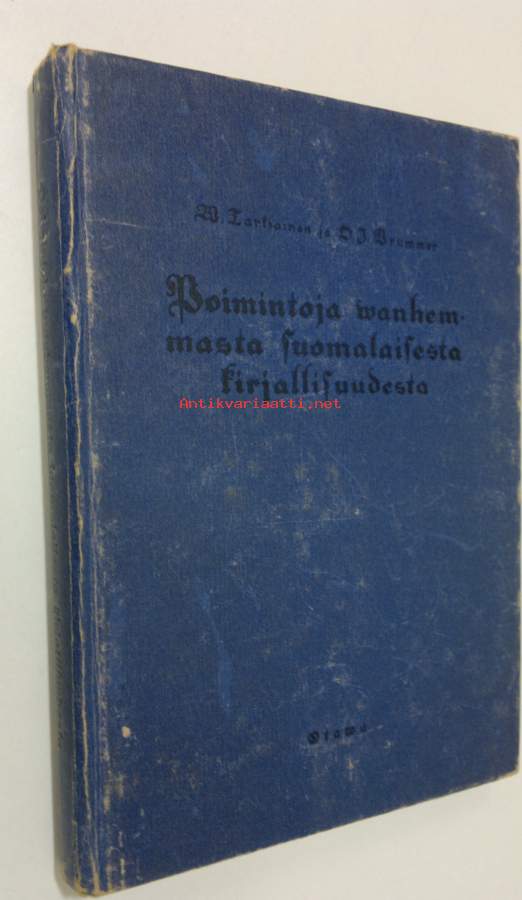 W. Tarkiainen ja O. J. Brummer
Poimintoja wanhem-
masta suomalaisesta
kirjallisuudesta
Antikvariaatti.net
Otawa